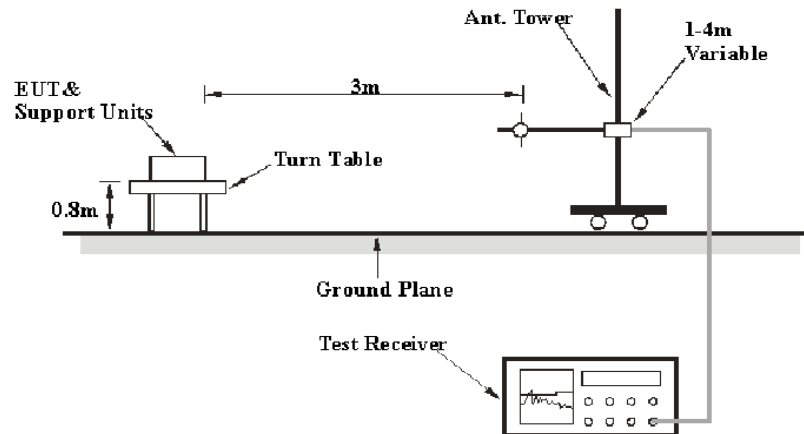 Ant. Tower
1-4m
Variable
EUT&
Support Units
3m
Turn Table
0.8m
Ground Plane
Test Receiver